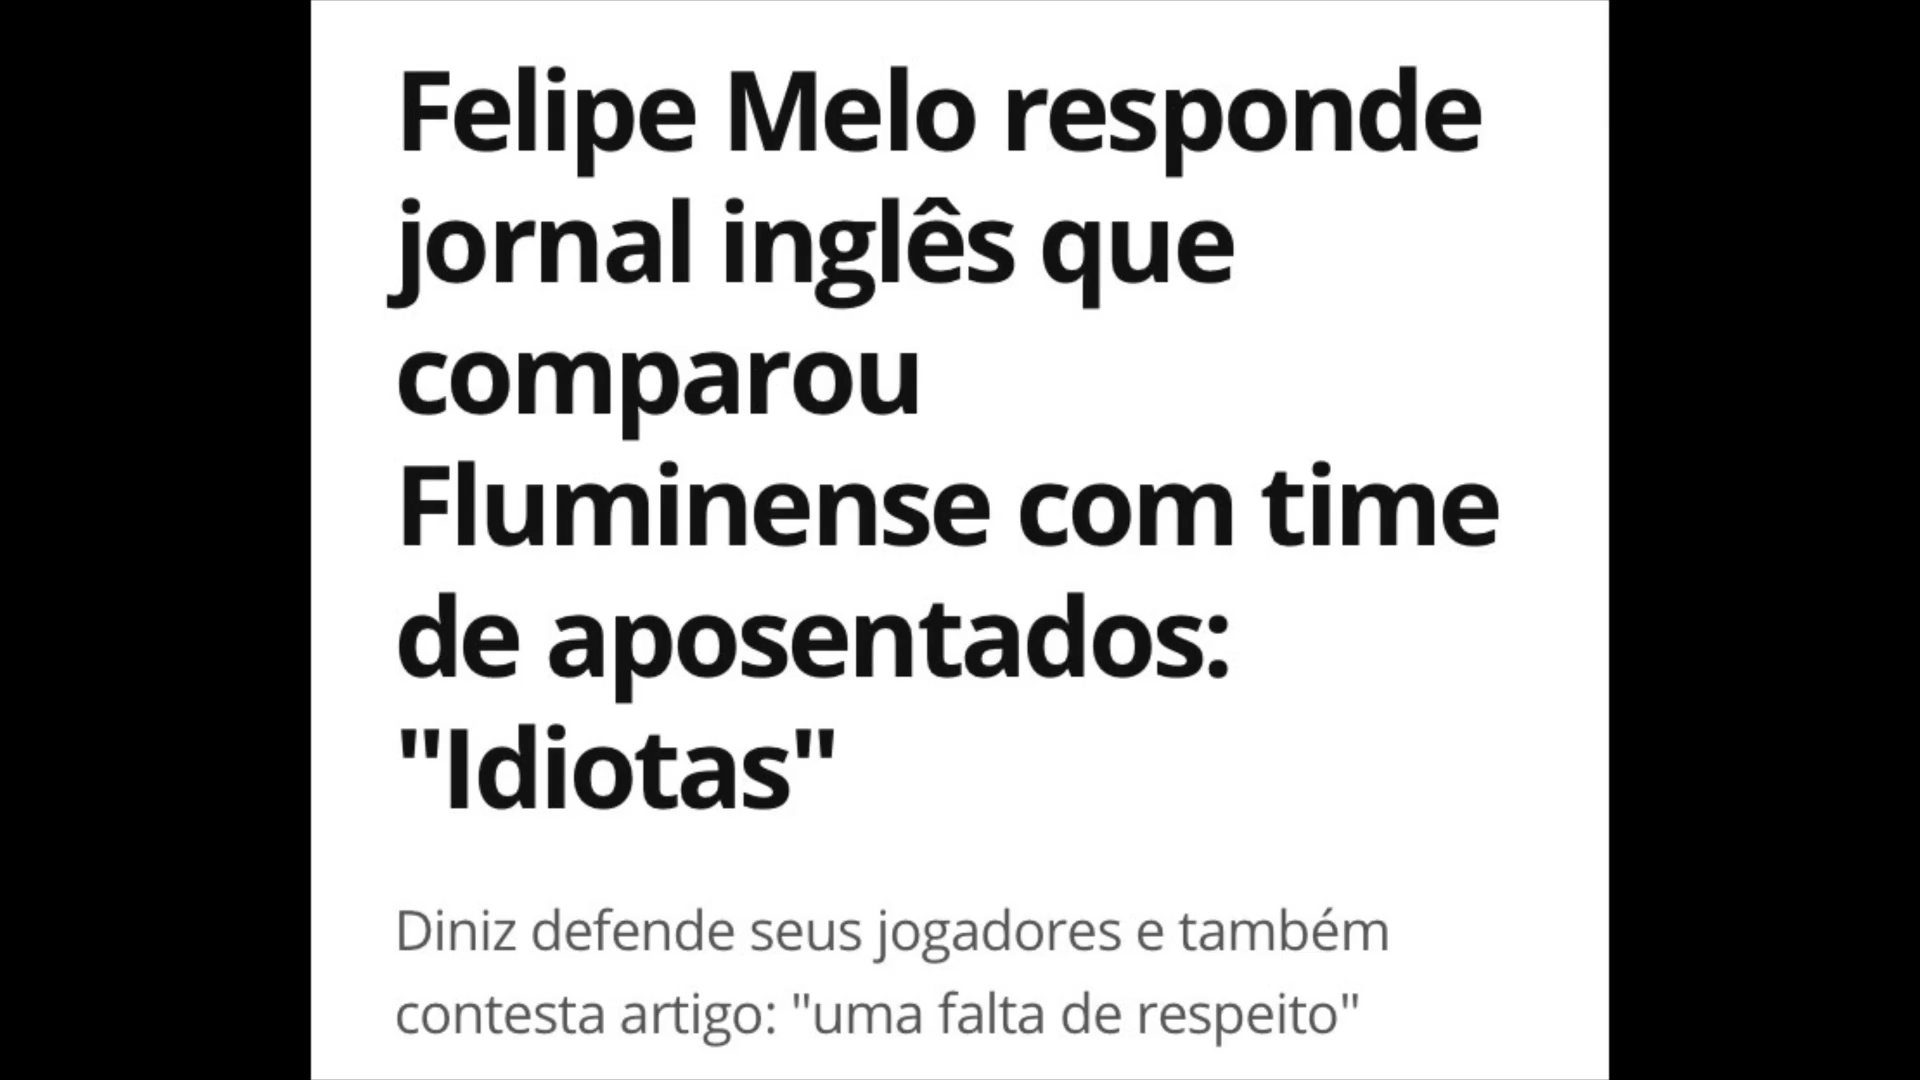 Felipe Melo responde
jornal inglês que
comparou
Fluminense com time
de aposentados:
"Idiotas"
Diniz defende seus jogadores e também
contesta artigo: "uma falta de respeito"